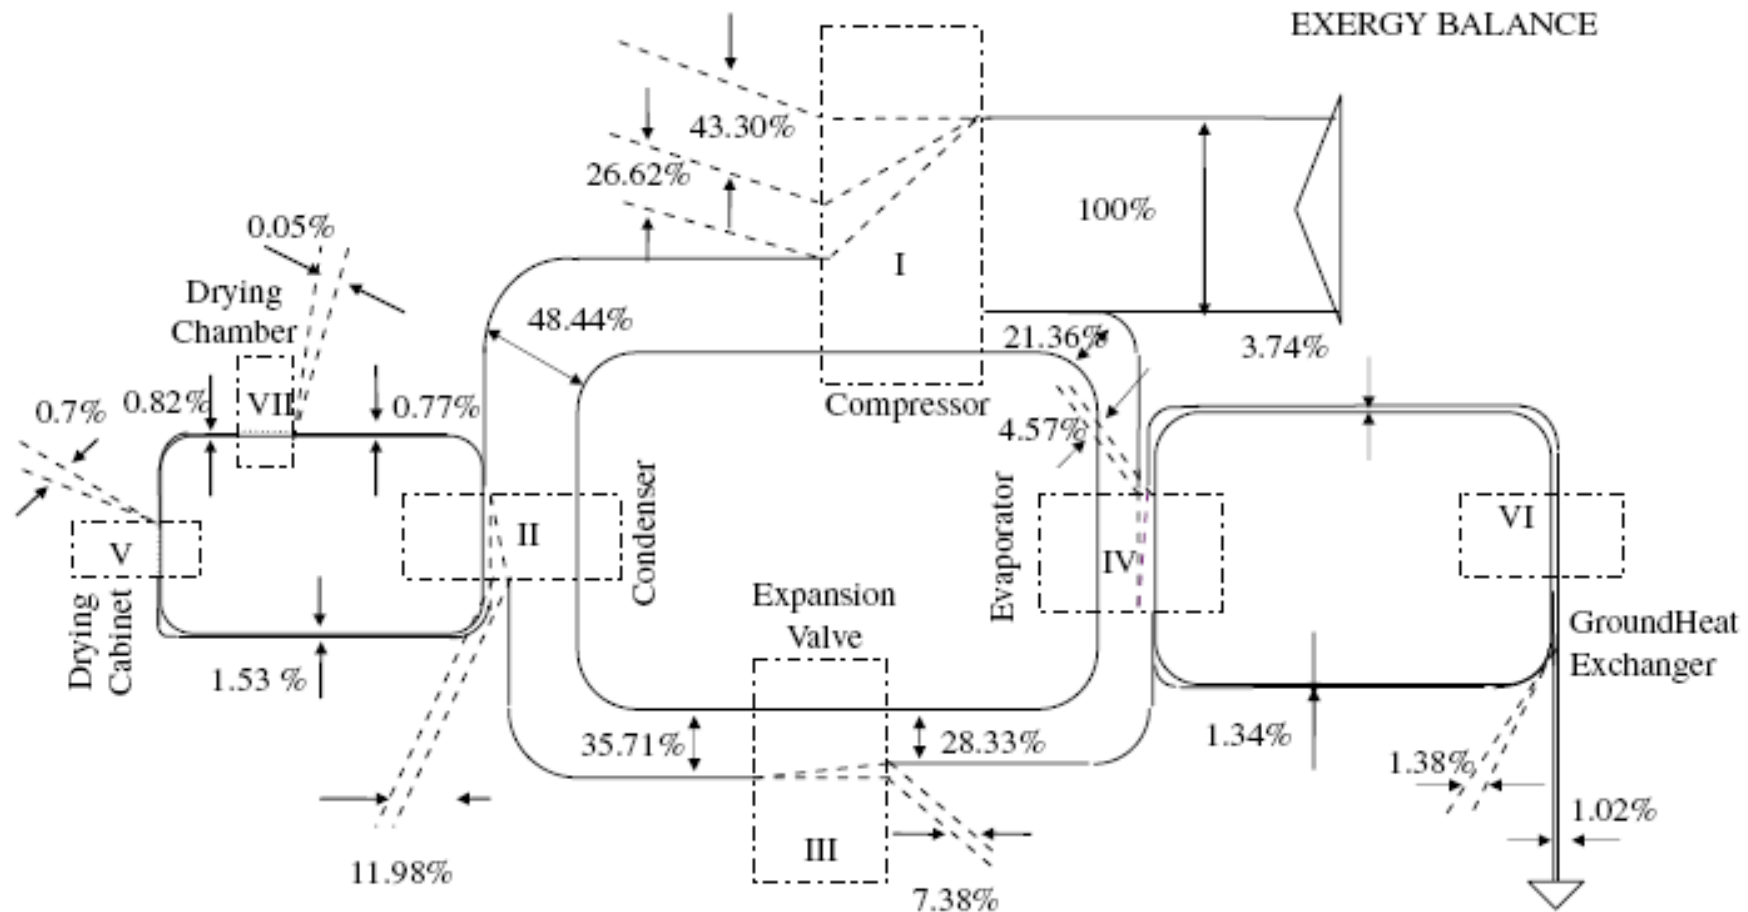 EXERGY BALANCE
43.30%
26.62%
100%
0.05%
I
Drying
Chamber
48.44%
21.36%
3.74%
VII
0.7%
0.82%
0.77%
Compressor
4.57%
V
II
Condenser
Evaporator
IV
VI
Drying
Cabinet
Expansion
Valve
GroundHeat
Exchanger
1.53 %
35.71%
28.33%
1.34%
1.38%
1.02%
III
11.98%
7.38%